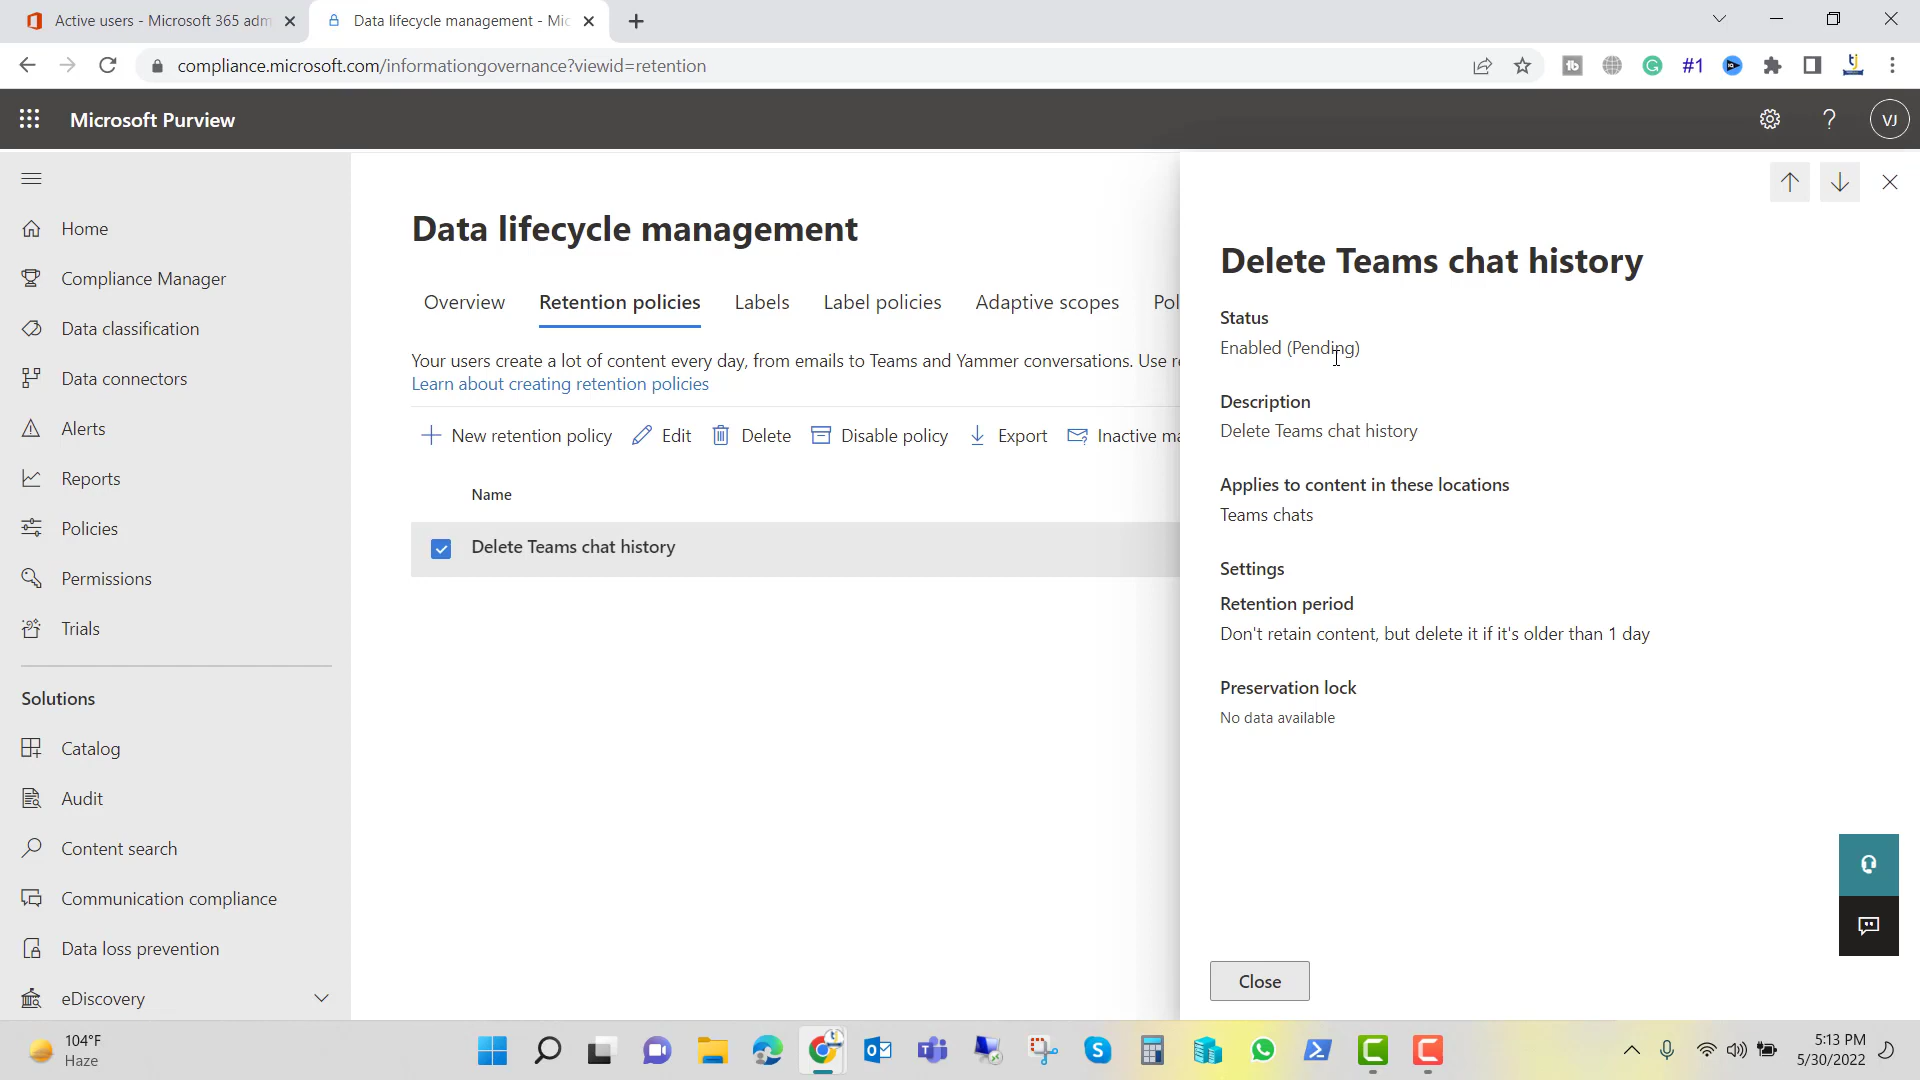 Active users - Microsoft 365 adm
Data lifecycle management - Mic
compliance.microsoft.com/informationgovernance?viewid=retention
#1
Microsoft Purview
VJ
Home
Compliance Manager
Data classification
Data connectors
Alerts
Reports
Policies
Permissions
Trials
Solutions
Catalog
Audit
Content search
Communication compliance
Data loss prevention
eDiscovery
Data lifecycle management
Overview Retention policies Labels Label policies Adaptive scopes Pol
Your users create a lot of content every day, from emails to Teams and Yammer conversations. Use re
Learn about creating retention policies
New retention policy Edit Delete Disable policy Export Inactive ma
Name
Delete Teams chat history
Delete Teams chat history
Status
Enabled (Pending)
Description
Delete Teams chat history
Applies to content in these locations
Teams chats
Settings
Retention period
Don't retain content, but delete it if it's older than 1 day
Preservation lock
No data available
Close
104°F
Haze
5:13 PM
5/30/2022